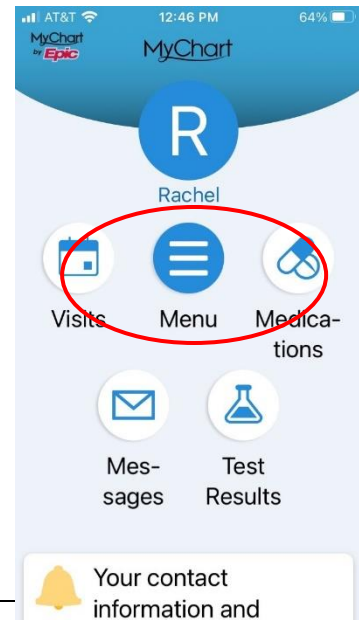 AT&T 12:46 PM 64%
MyChart
by Epic
MyChart
R
Rachel
Visits Menu Medica-
tions
Mes-
sages
Test
Results
Your contact
information and